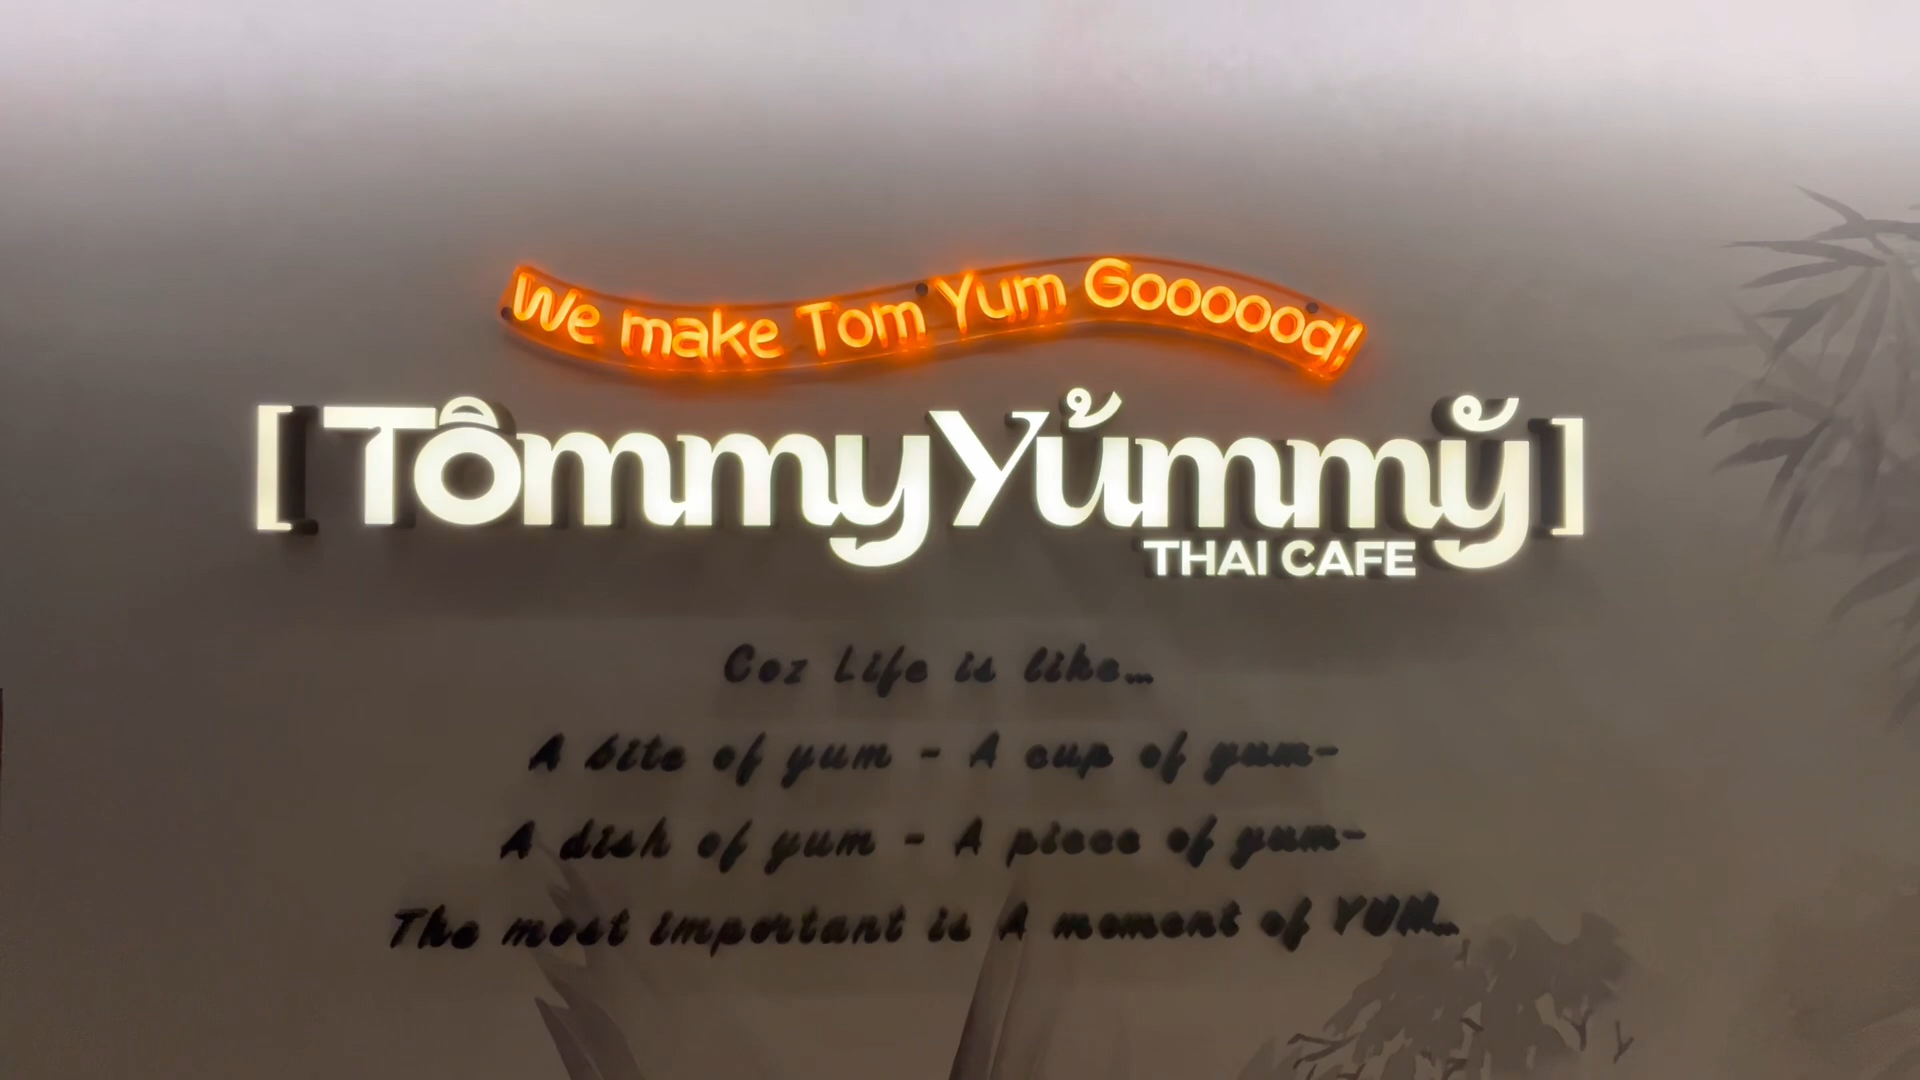 We make Tom Yum Goooood!
[TômmyYŭmmy̆]
THAI CAFE
Coz Life is like...
A bite of yum - A cup of yum-
A dish of yum - A piece of yum-
The most important is A moment of YUM...